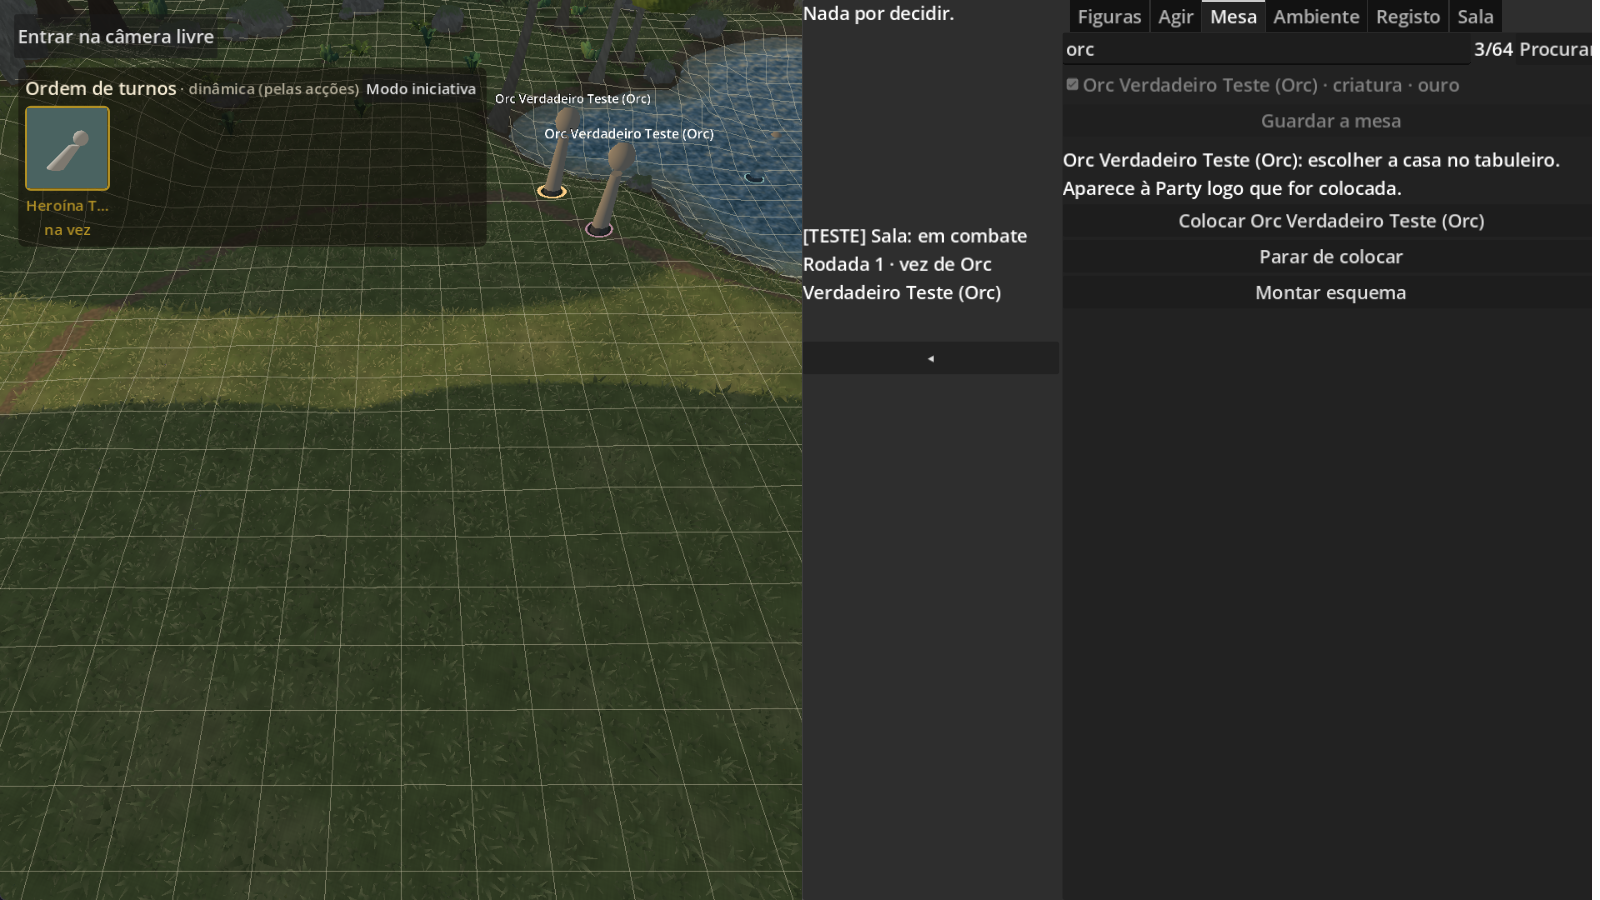 Entrar na câmera livre
Ordem de turnos · dinâmica (pelas acções) Modo iniciativa
Heroína T...
na vez
Orc Verdadeiro Teste (Orc)
Orc Verdadeiro Teste (Orc)
Nada por decidir.
[TESTE] Sala: em combate
Rodada 1 · vez de Orc
Verdadeiro Teste (Orc)
Figuras Agir Mesa Ambiente Registo Sala
orc 3/64 Procurar
Orc Verdadeiro Teste (Orc) · criatura · ouro
Guardar a mesa
Orc Verdadeiro Teste (Orc): escolher a casa no tabuleiro.
Aparece à Party logo que for colocada.
Colocar Orc Verdadeiro Teste (Orc)
Parar de colocar
Montar esquema